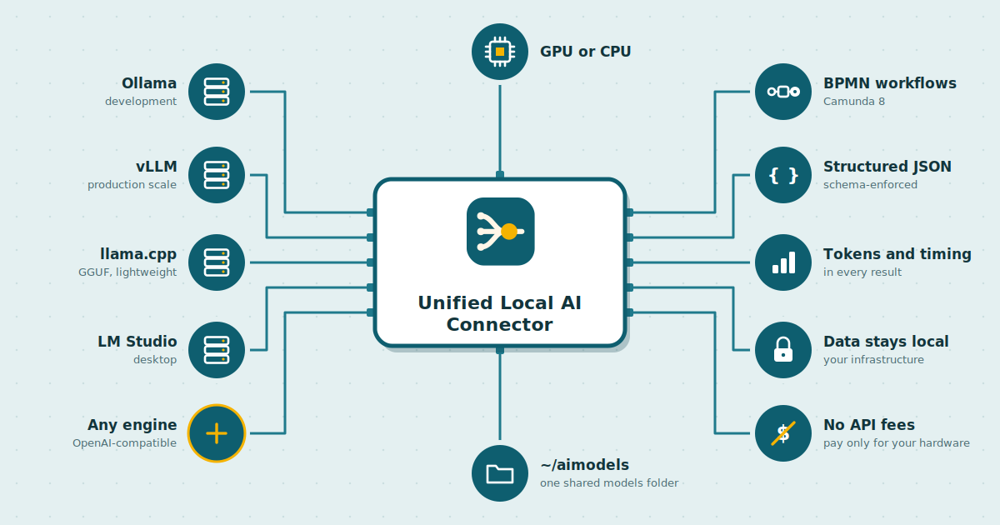 GPU or CPU
Ollama
development
vLLM
production scale
llama.cpp
GGUF, lightweight
LM Studio
desktop
Any engine
OpenAI-compatible
Unified Local AI
Connector
~/aimodels
one shared models folder
BPMN workflows
Camunda 8
{ }
Structured JSON
schema-enforced
Tokens and timing
in every result
Data stays local
your infrastructure
$
No API fees
pay only for your hardware